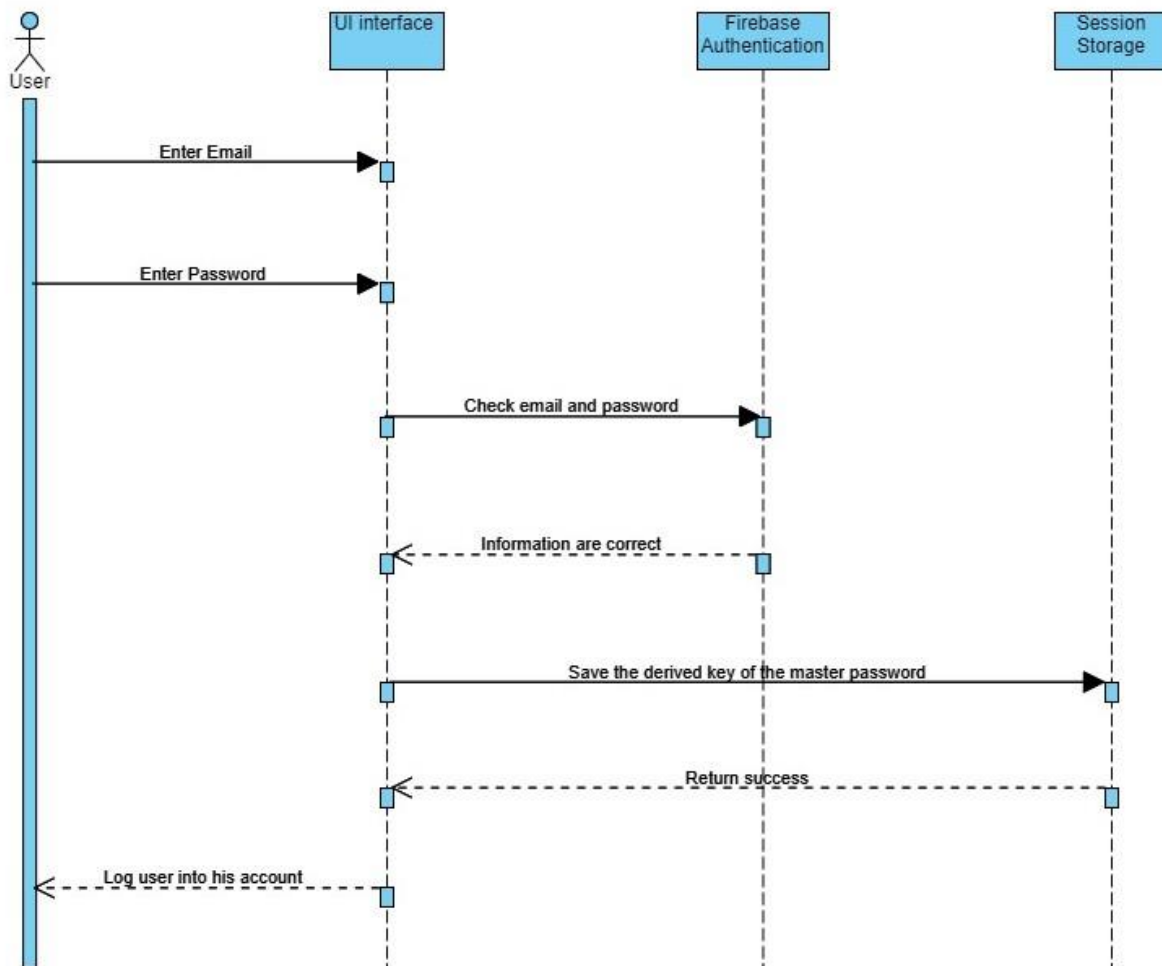 User
UI interface
Firebase
Authentication
Session
Storage
Enter Email
Enter Password
Check email and password
Information are correct
Save the derived key of the master password
Return success
Log user into his account